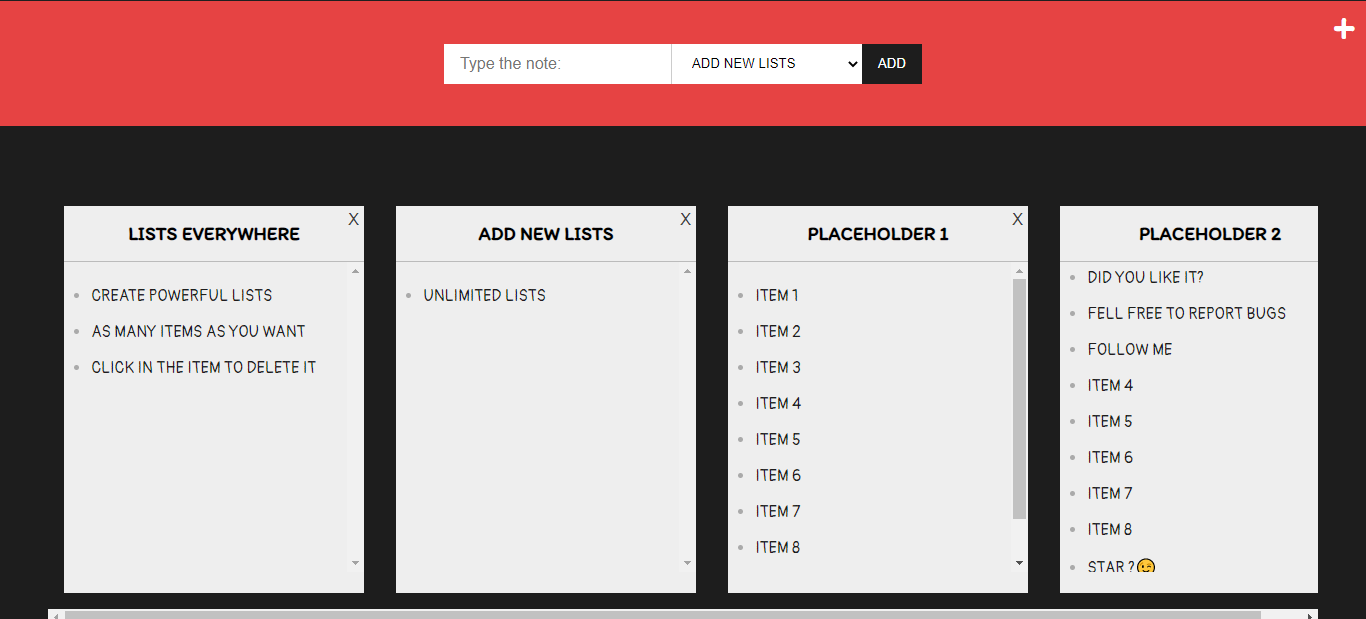 Type the note:
ADD NEW LISTS
ADD
LISTS EVERYWHERE
X
CREATE POWERFUL LISTS
AS MANY ITEMS AS YOU WANT
CLICK IN THE ITEM TO DELETE IT
ADD NEW LISTS
X
UNLIMITED LISTS
PLACEHOLDER 1
X
ITEM 1
ITEM 2
ITEM 3
ITEM 4
ITEM 5
ITEM 6
ITEM 7
ITEM 8
PLACEHOLDER 2
DID YOU LIKE IT?
FELL FREE TO REPORT BUGS
FOLLOW ME
ITEM 4
ITEM 5
ITEM 6
ITEM 7
ITEM 8
STAR ?😉